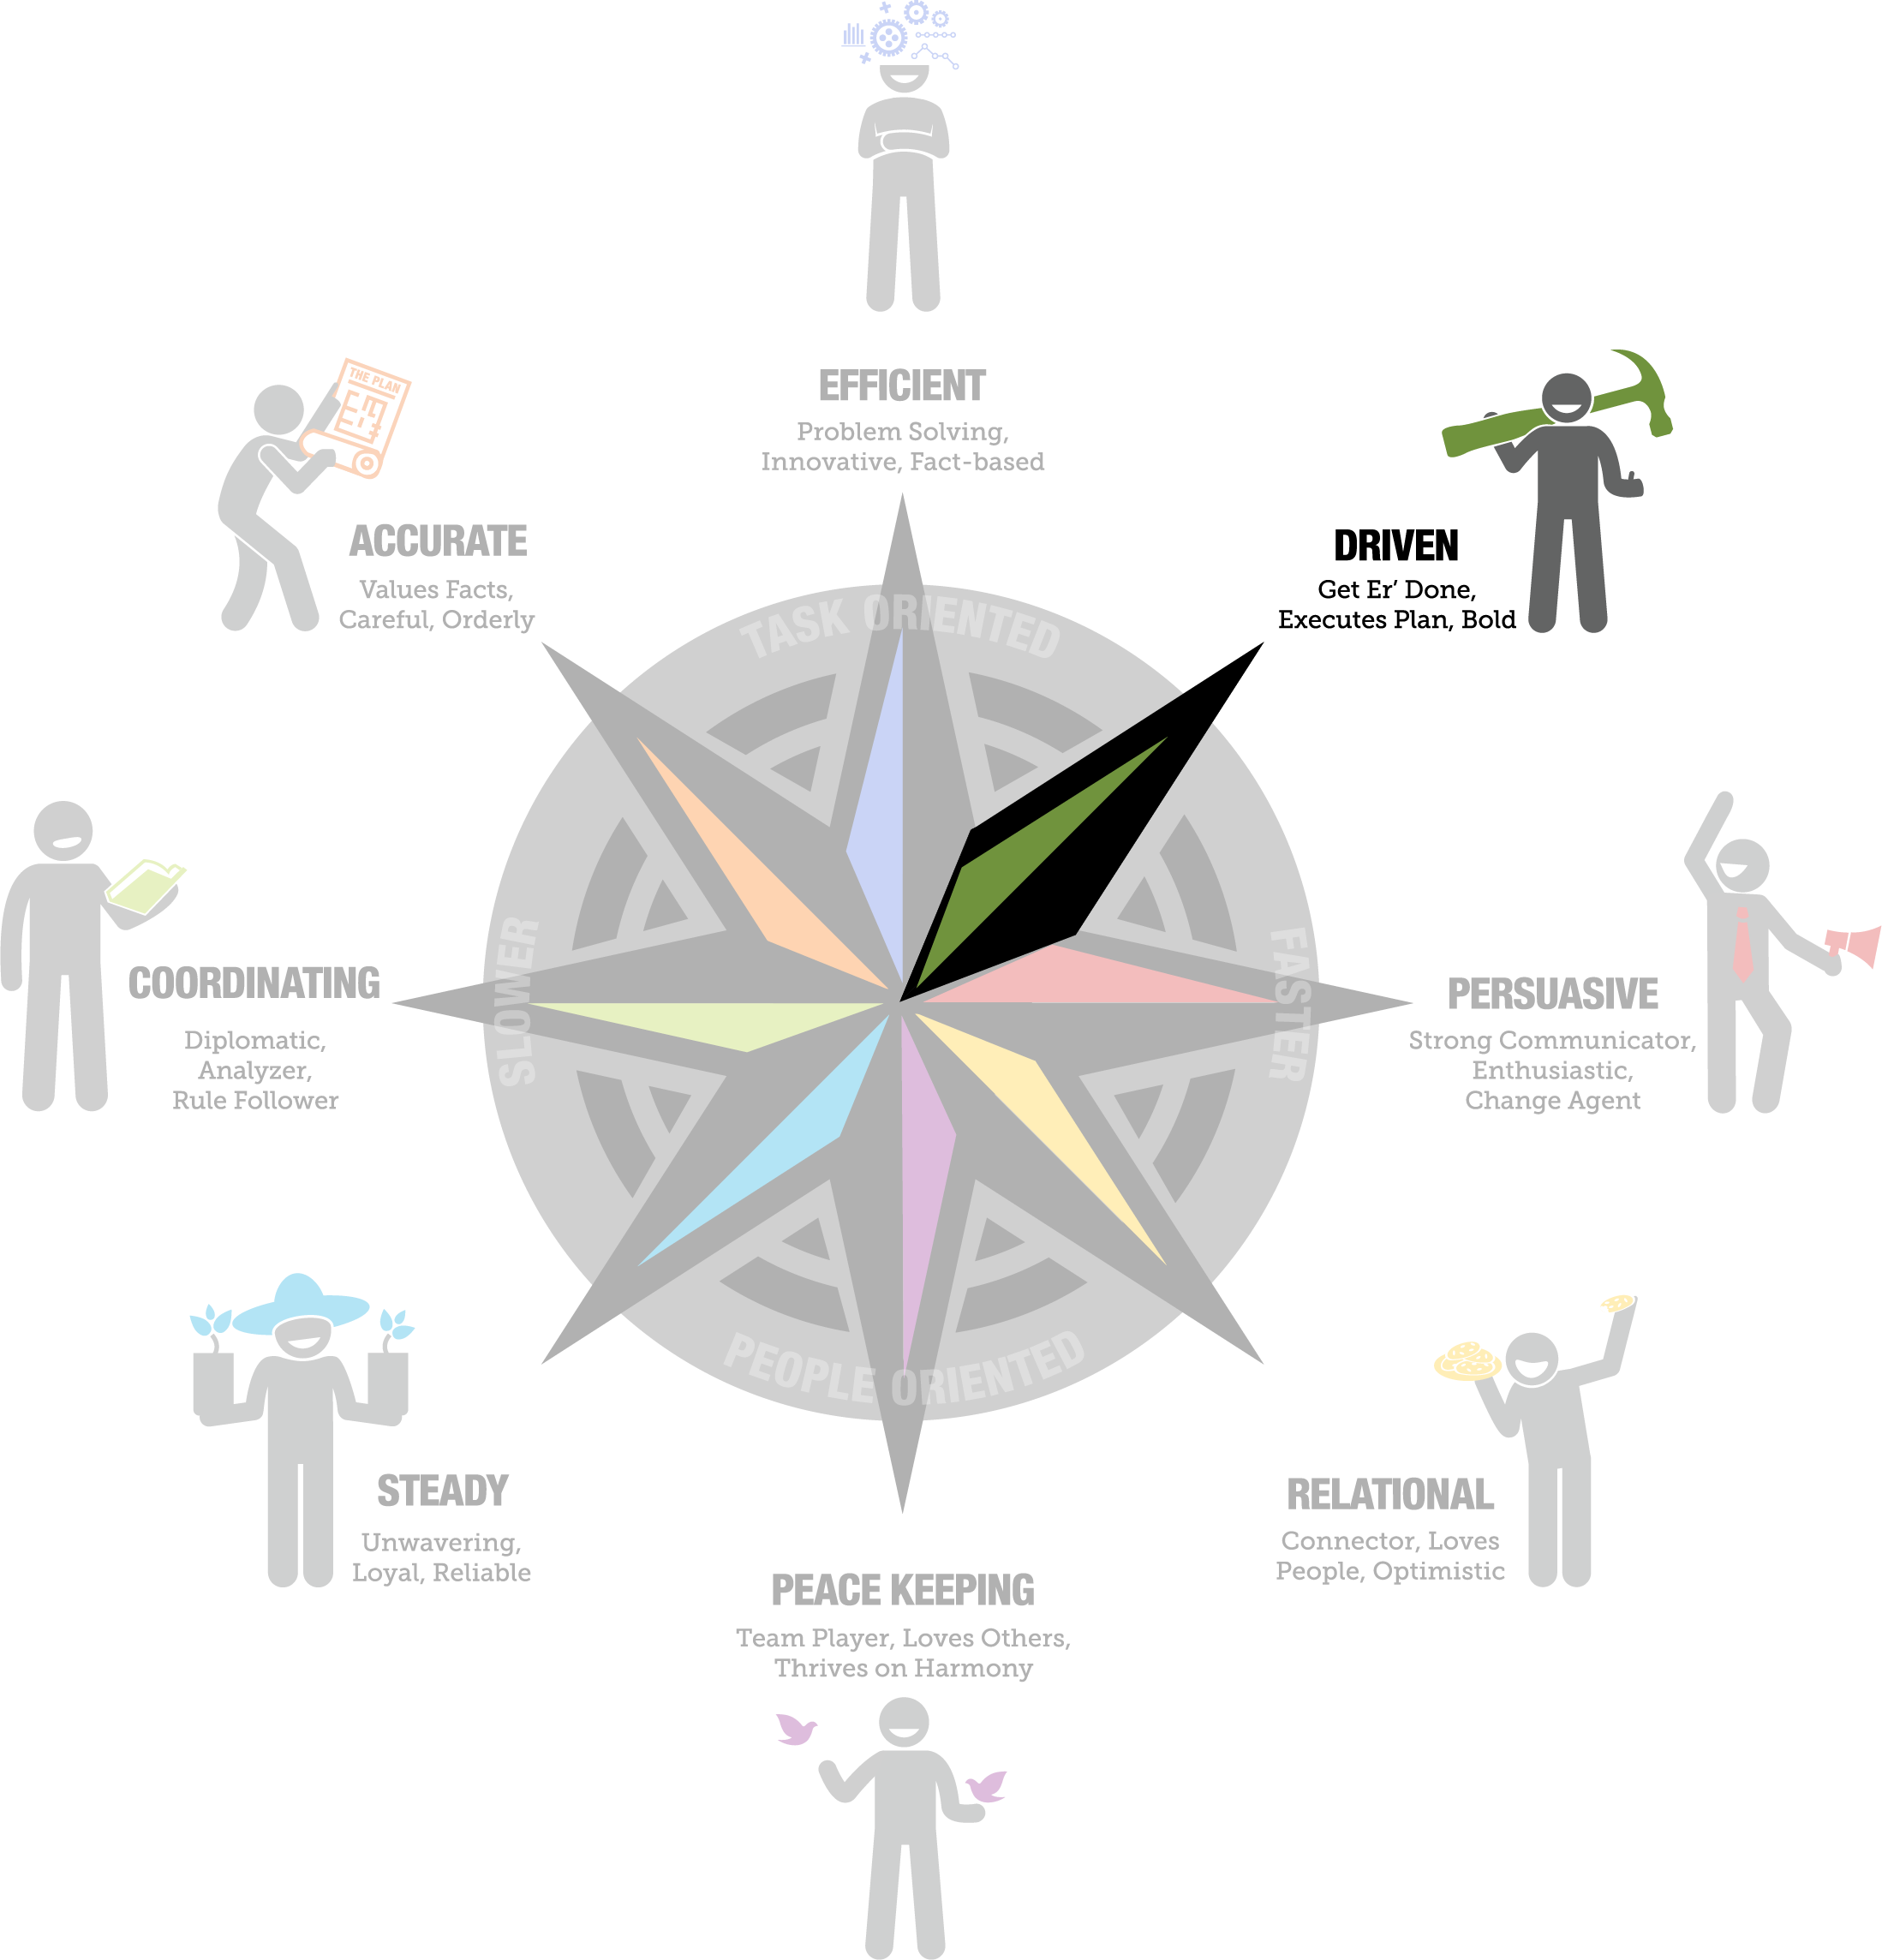 THE PLAN
EFFICIENT
Problem Solving,
Innovative, Fact-based
ACCURATE
Values Facts,
Careful, Orderly
DRIVEN
Get Er’ Done,
Executes Plan, Bold
TASK ORIENTED
SLOWER
FASTER
COORDINATING
Diplomatic,
Analyzer,
Rule Follower
PERSUASIVE
Strong Communicator,
Enthusiastic,
Change Agent
PEOPLE ORIENTED
STEADY
Unwavering,
Loyal, Reliable
RELATIONAL
Connector, Loves
People, Optimistic
PEACE KEEPING
Team Player, Loves Others,
Thrives on Harmony